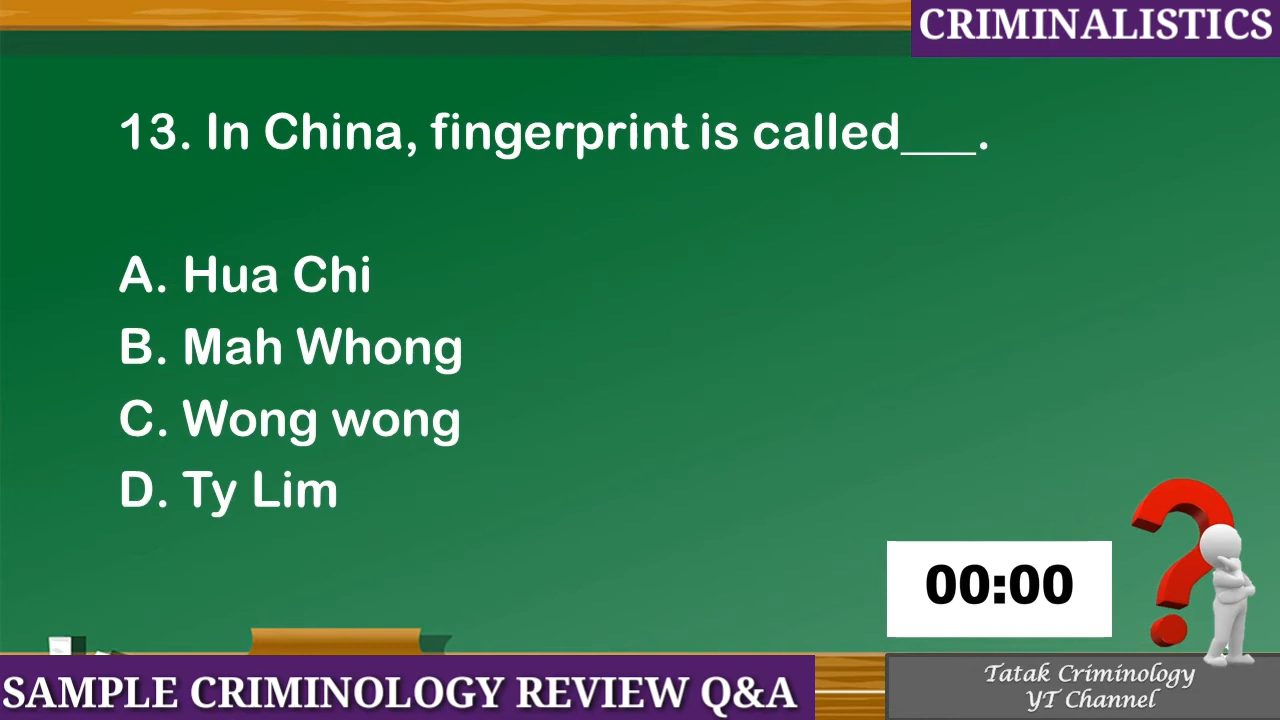 CRIMINALISTICS
13. In China, fingerprint is called___.
A. Hua Chi
B. Mah Whong
C. Wong wong
D. Ty Lim
00:00
SAMPLE CRIMINOLOGY REVIEW Q&A
Tatak Criminology
YT Channel